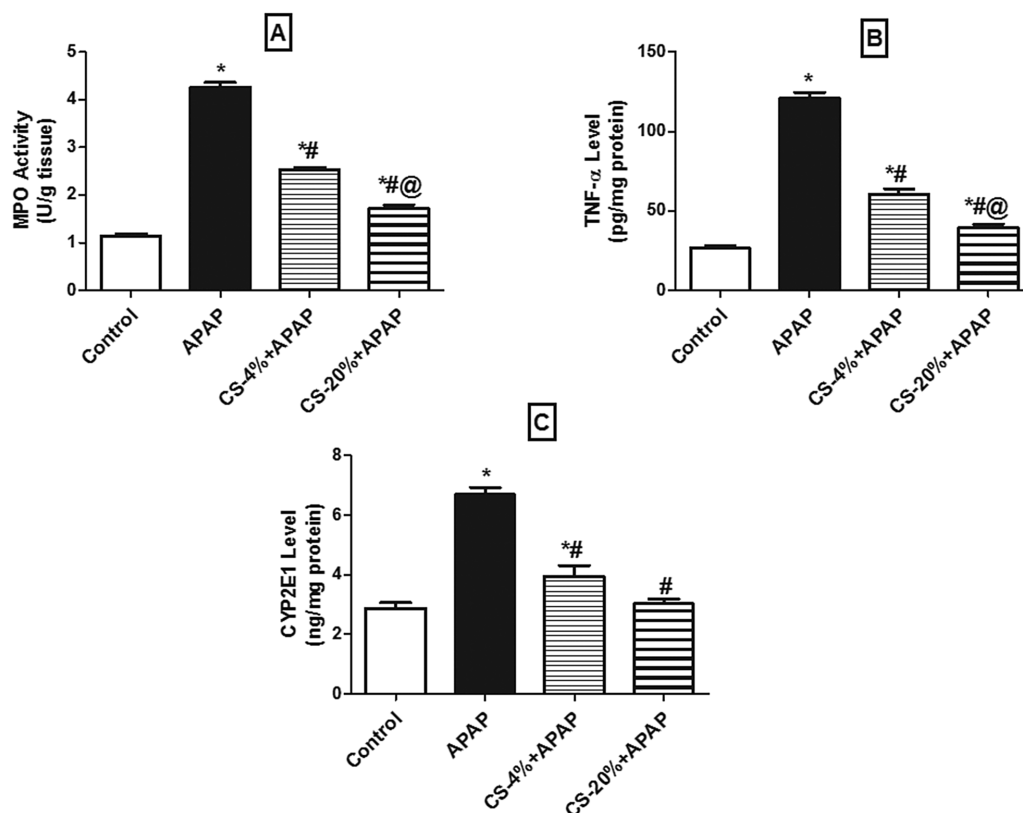 A
MPO Activity
(U/g tissue)
5
4
3
2
1
0
*
*#
*#@
Control
APAP
CS-4%+APAP
CS-20%+APAP
B
TNF-α Level
(pg/mg protein)
150
100
50
0
*
*#
*#@
Control
APAP
CS-4%+APAP
CS-20%+APAP
C
CYP2E1 Level
(ng/mg protein)
8
6
4
2
0
*
*#
#
Control
APAP
CS-4%+APAP
CS-20%+APAP